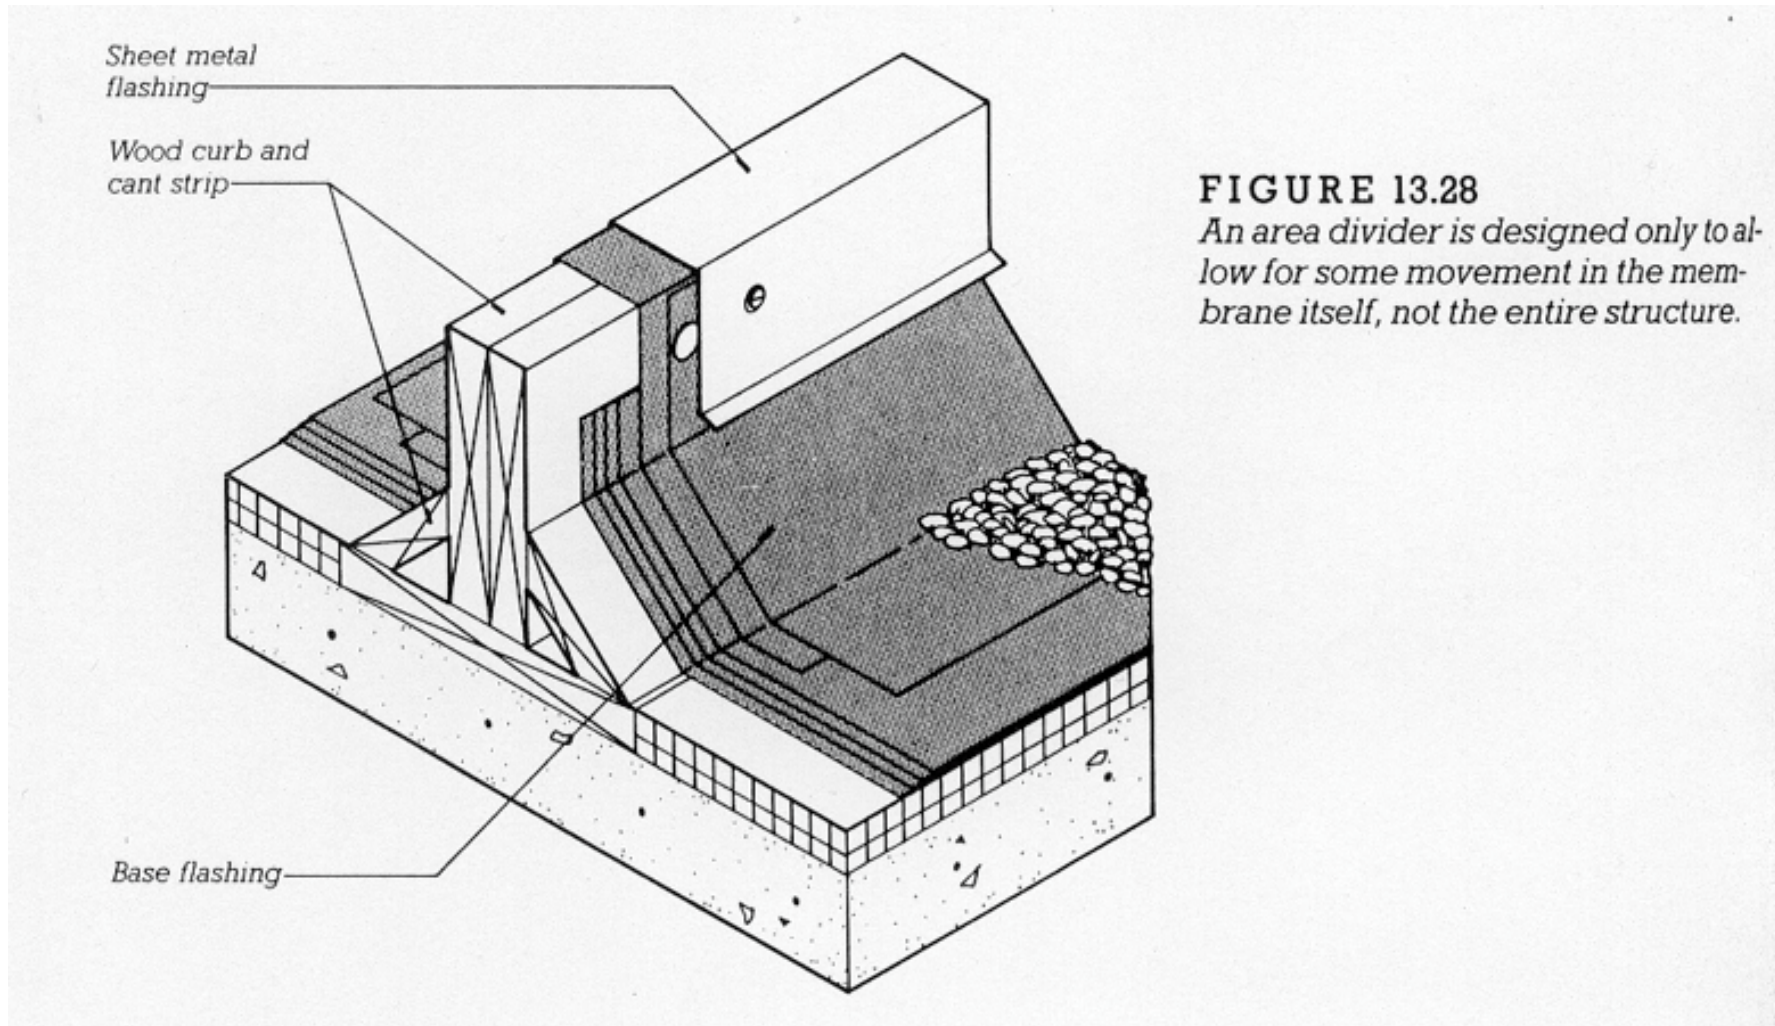 Sheet metal
flashing
Wood curb and
cant strip
FIGURE 13.28
An area divider is designed only to al-
low for some movement in the mem-
brane itself, not the entire structure.
Base flashing